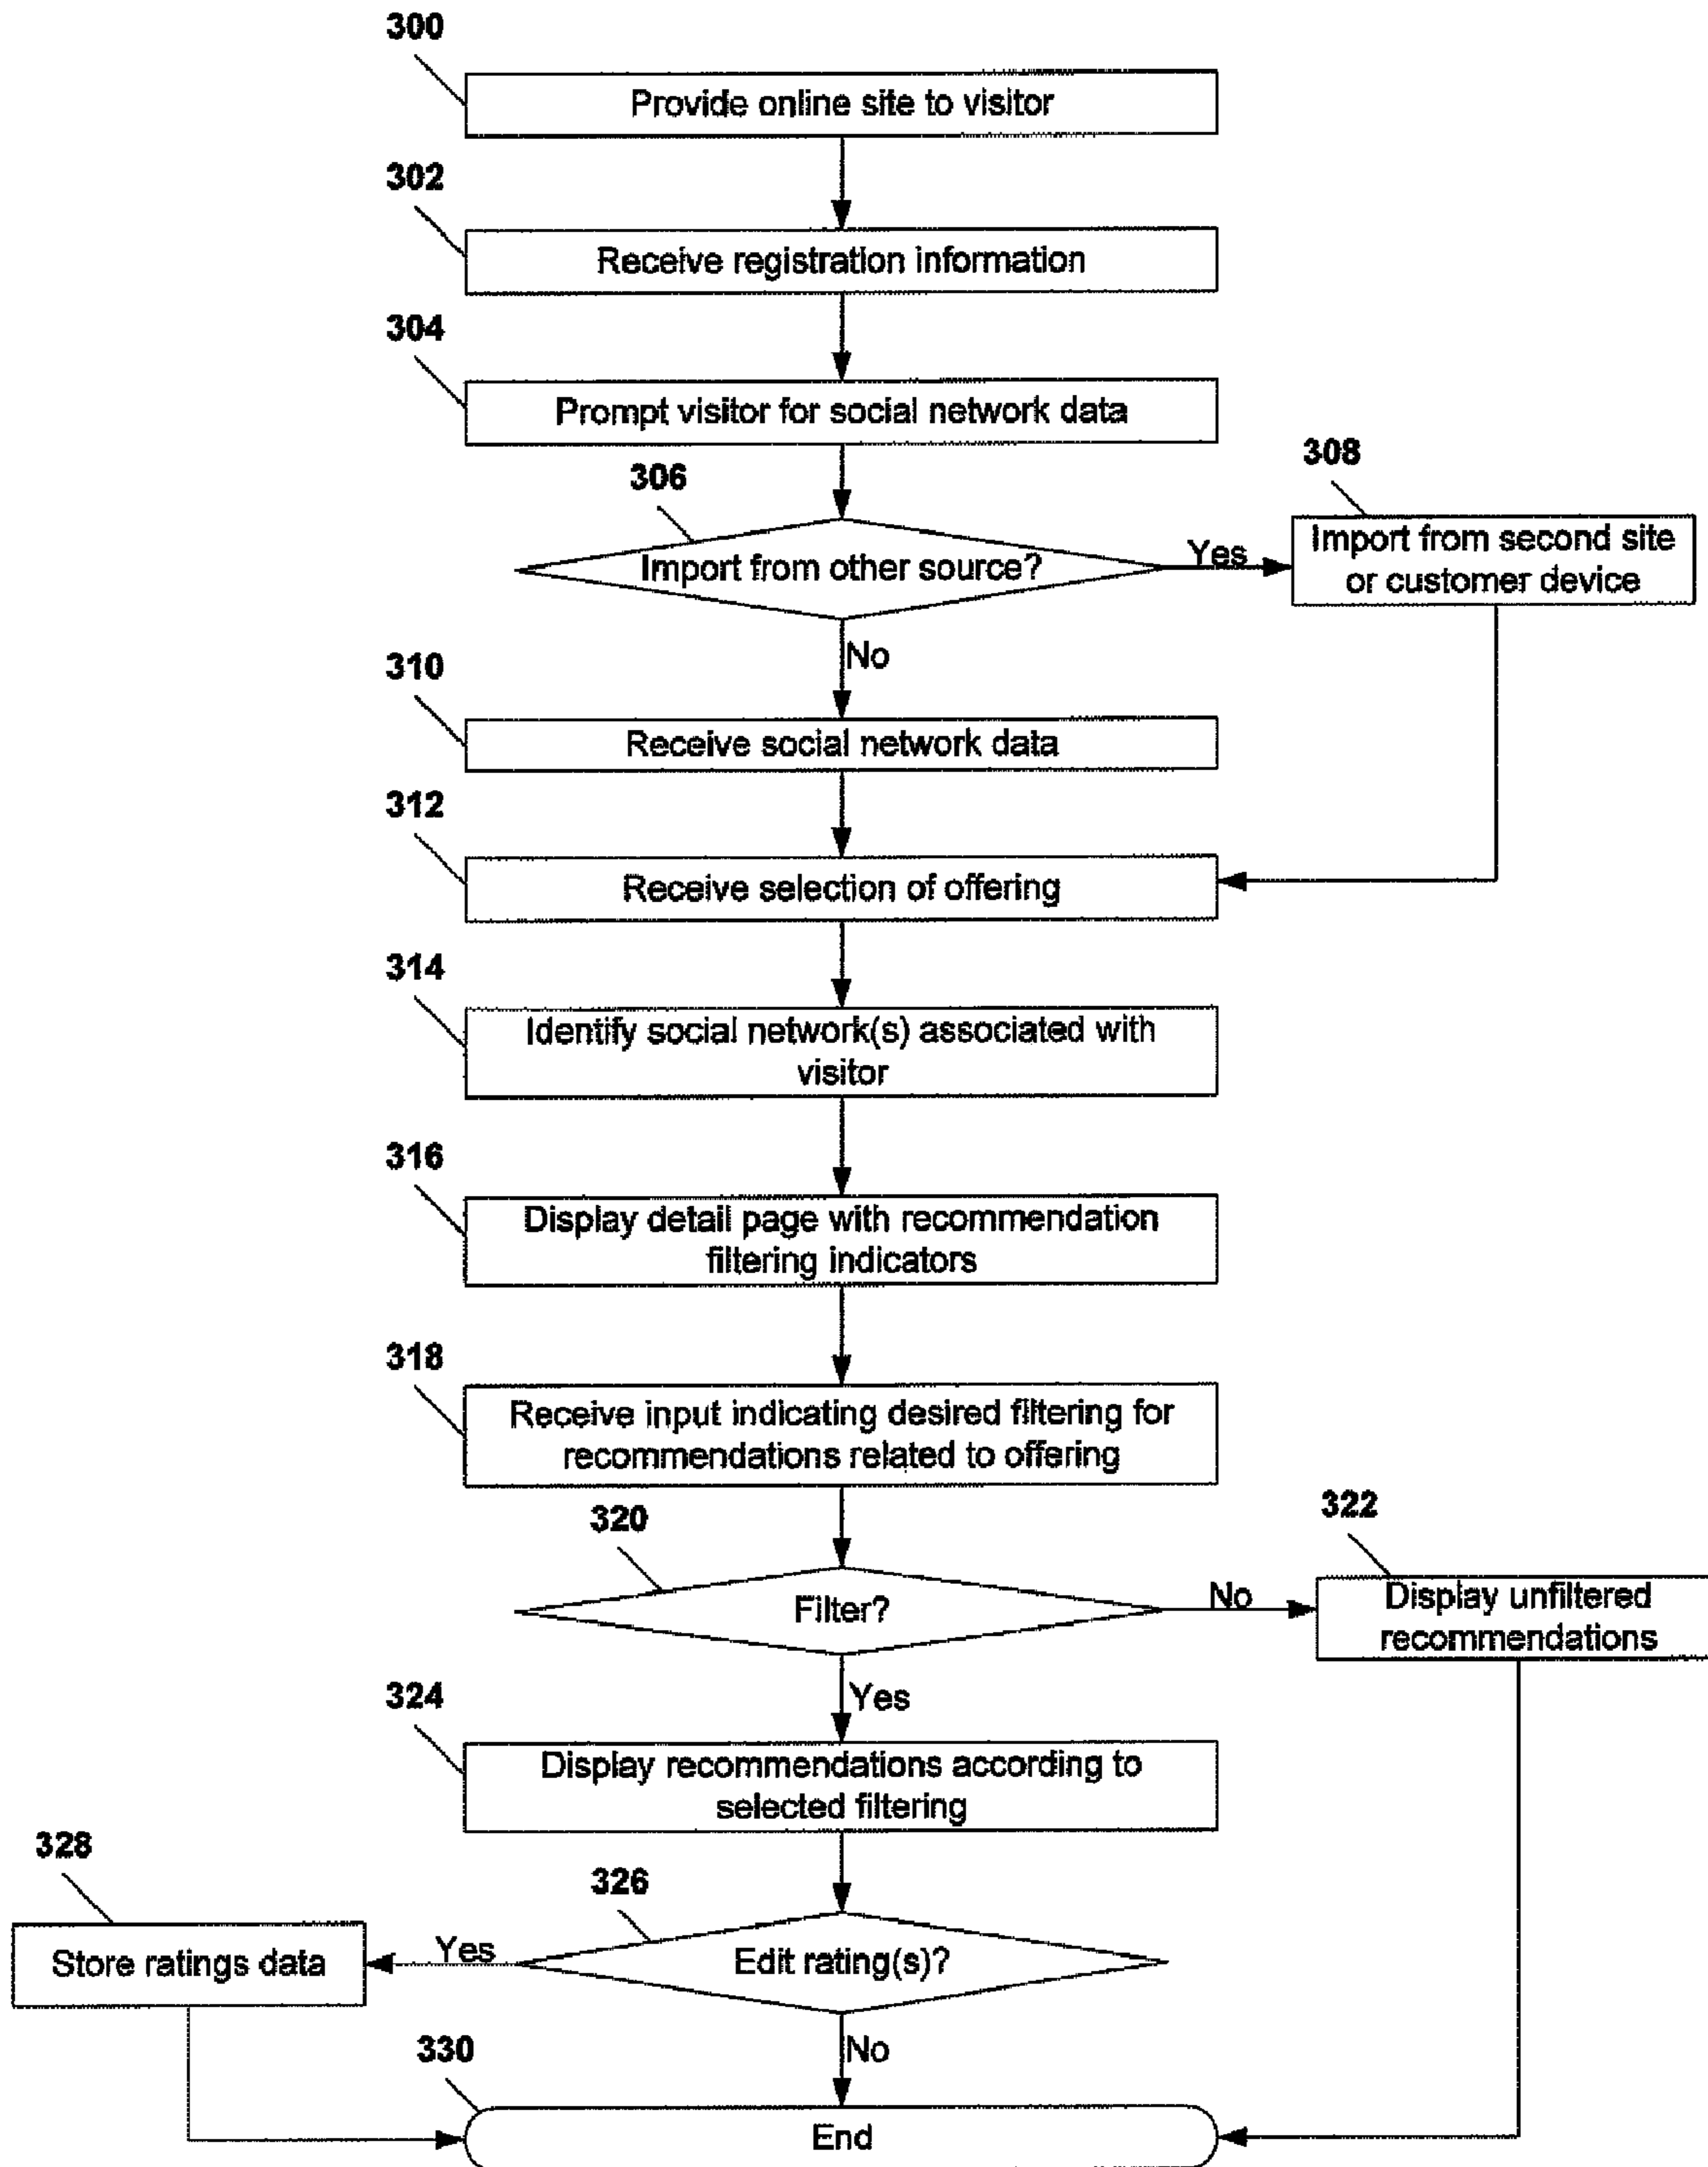 300
Provide online site to visitor
302
Receive registration information
304
Prompt visitor for social network data
306
Import from other source?
Yes
308
Import from second site
or customer device
No
310
Receive social network data
312
Receive selection of offering
314
Identify social network(s) associated with
visitor
316
Display detail page with recommendation
filtering indicators
318
Receive input indicating desired filtering for
recommendations related to offering
320
Filter?
No
322
Display unfiltered
recommendations
Yes
324
Display recommendations according to
selected filtering
326
Edit rating(s)?
Yes
328
Store ratings data
No
330
End